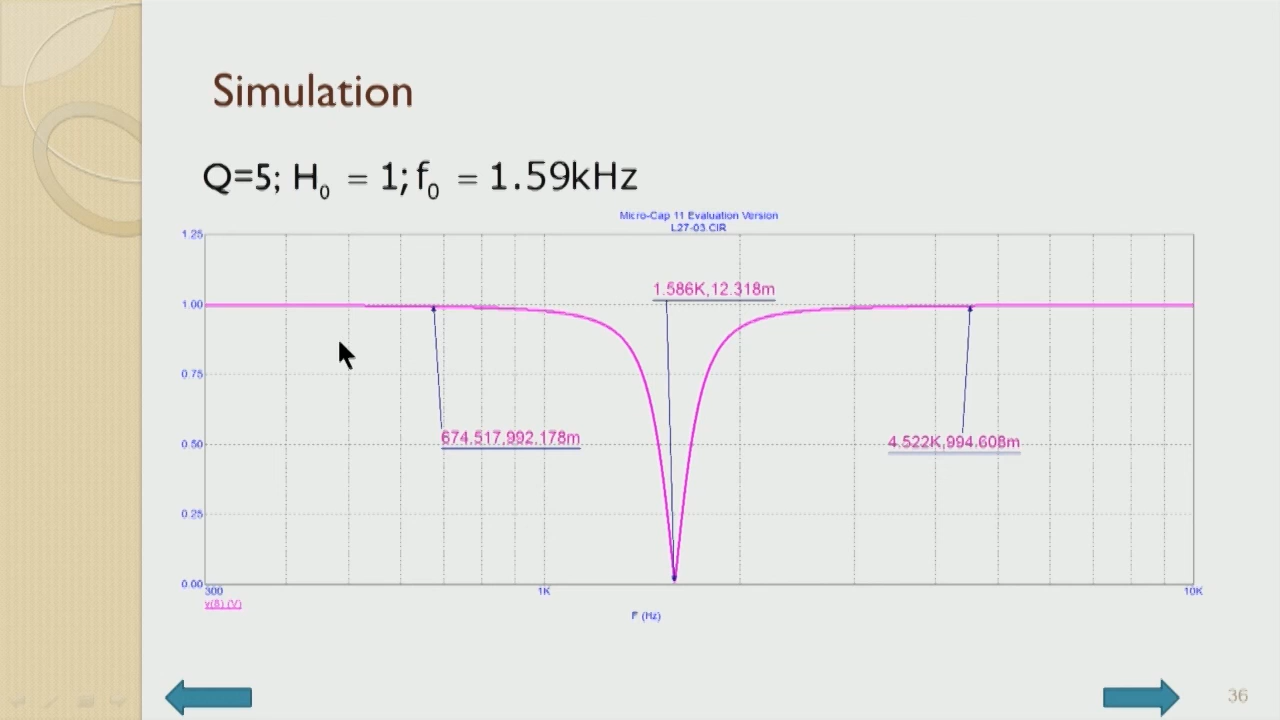 Simulation
Q=5; H₀ = 1; f₀ = 1.59kHz
Micro-Cap 11 Evaluation Version
L27-03.CIR
1.25
1.00
0.75
0.50
0.25
0.00
1.586K,12.318m
674.517,992.178m
4.522K,994.608m
300
1K
10K
v(8) (V)
F (Hz)
36